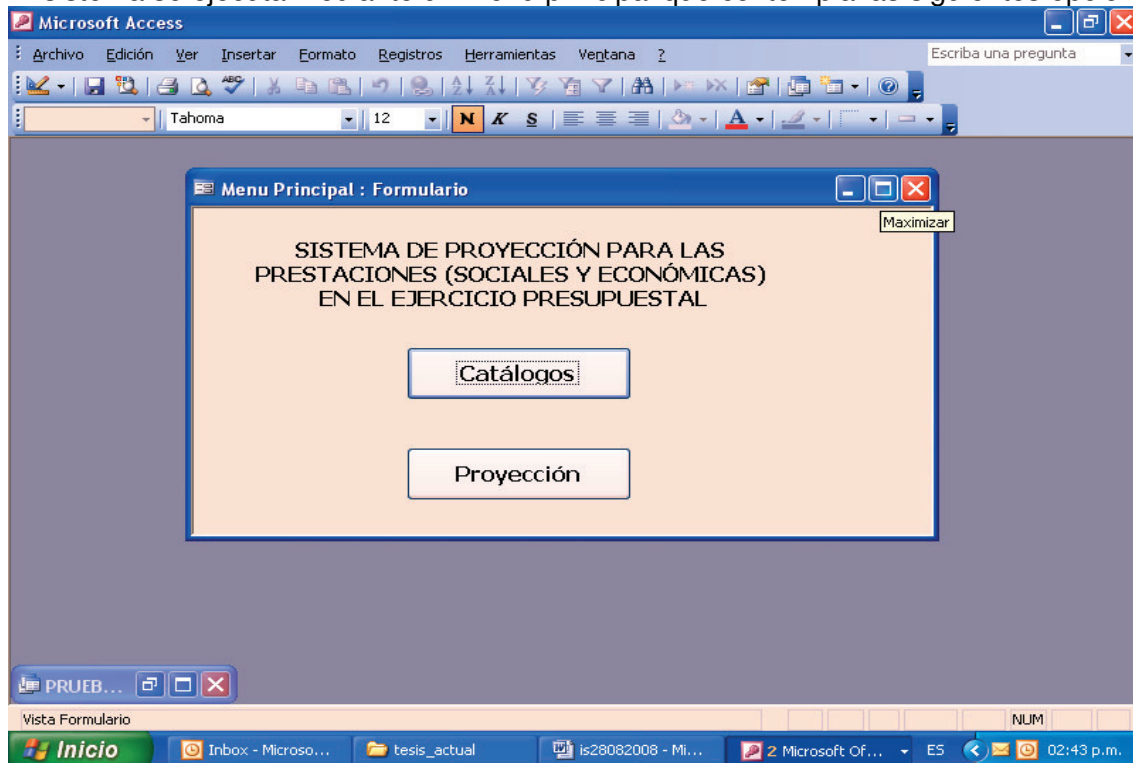 Microsoft Access
Archivo Edición Ver Insertar Formato Registros Herramientas Ventana ? Escriba una pregunta
Tahoma 12 N K S A
Menu Principal : Formulario
Maximizar
SISTEMA DE PROYECCIÓN PARA LAS
PRESTACIONES (SOCIALES Y ECONÓMICAS)
EN EL EJERCICIO PRESUPUESTAL
Catálogos
Proyección
PRUEB...
Vista Formulario NUM
Inicio Inbox - Microso... tesis_actual is28082008 - Mi... 2 Microsoft Of... ES 02:43 p.m.